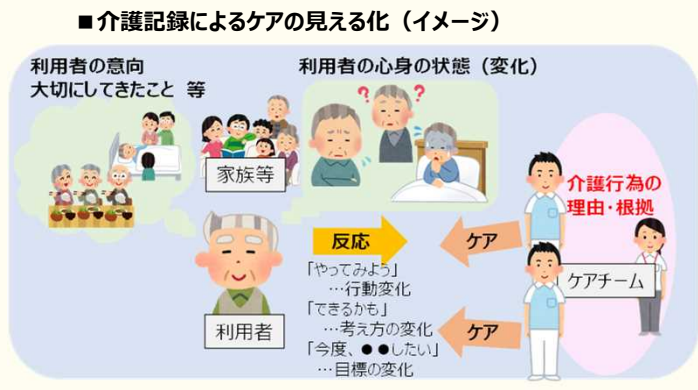 ■介護記録によるケアの見える化（イメージ）
利用者の意向
大切にしてきたこと 等
利用者の心身の状態（変化）
? ?
家族等
介護行為の
理由・根拠
反応
ケア
「やってみよう」
…行動変化
ケアチーム
「できるかも」
…考え方の変化
ケア
利用者
「今度、●●したい」
…目標の変化